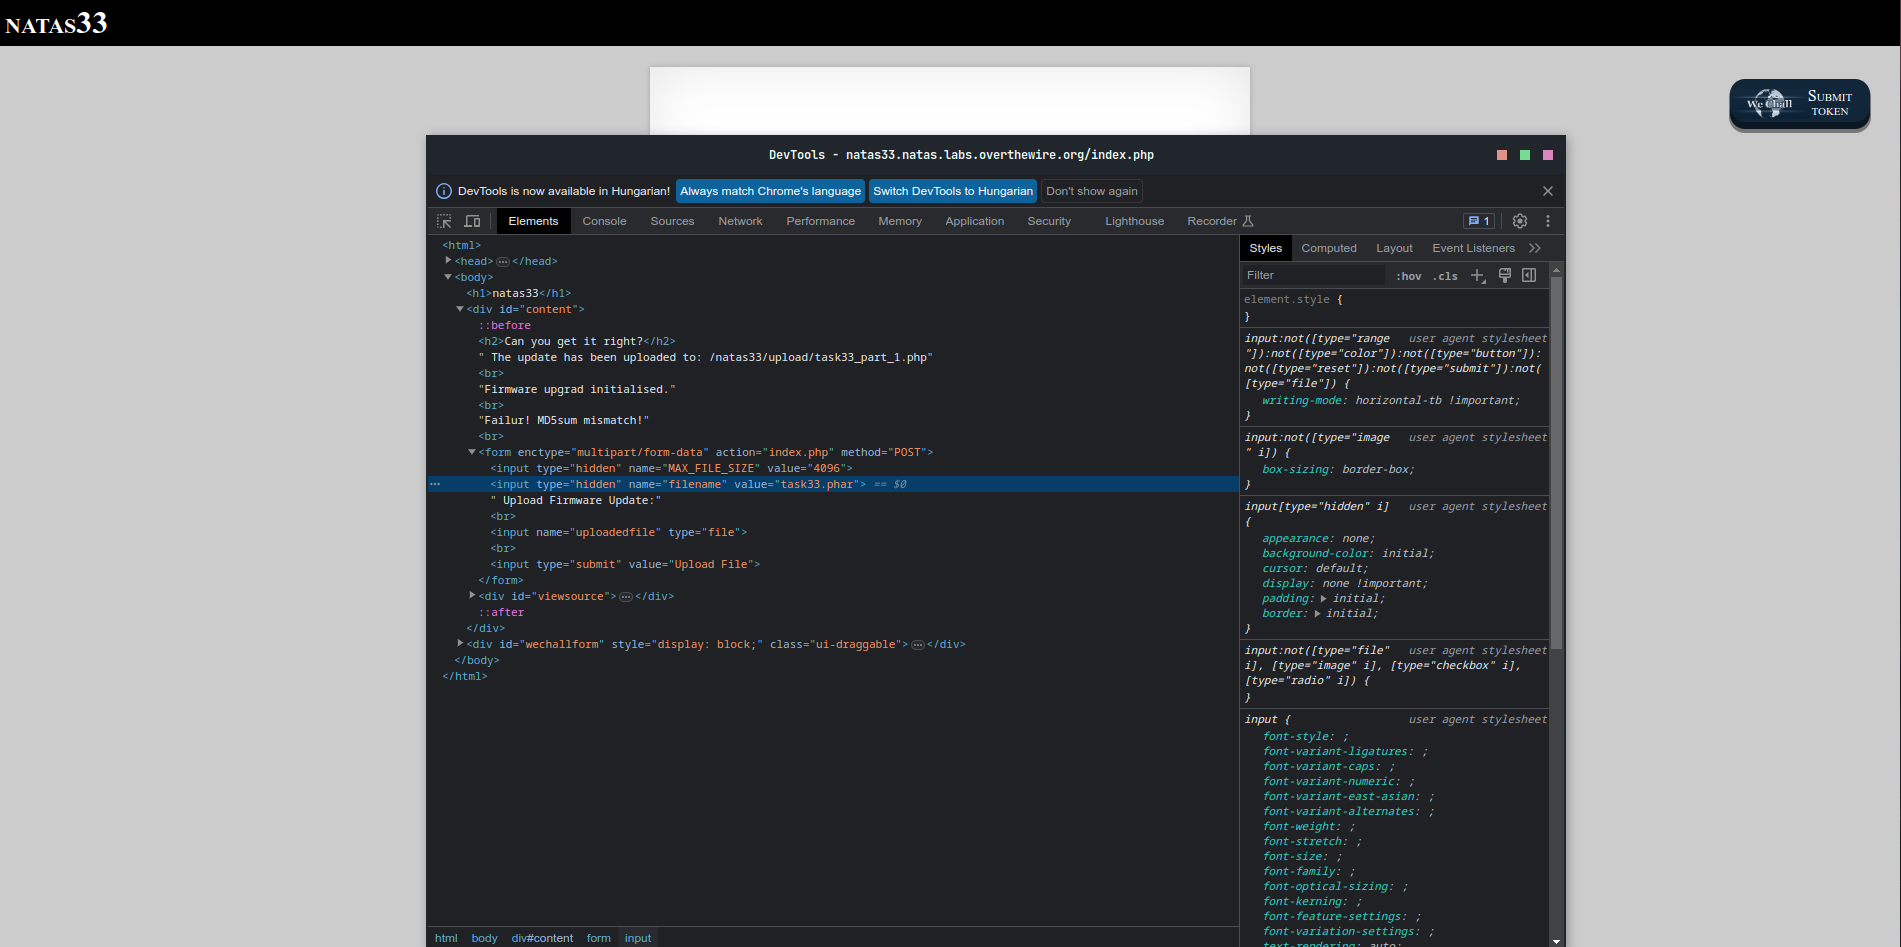 NATAS33
We Chall
SUBMIT
TOKEN
DevTools - natas33.natas.labs.overthewire.org/index.php
DevTools is now available in Hungarian! Always match Chrome's language Switch DevTools to Hungarian Don't show again
Elements Console Sources Network Performance Memory Application Security Lighthouse Recorder 1
<html>
<head> … </head>
<body>
<h1>natas33</h1>
<div id="content">
::before
<h2>Can you get it right?</h2>
" The update has been uploaded to: /natas33/upload/task33_part_1.php"
<br>
"Firmware upgrad initialised."
<br>
"Failur! MD5sum mismatch!"
<br>
<form enctype="multipart/form-data" action="index.php" method="POST">
<input type="hidden" name="MAX_FILE_SIZE" value="4096">
<input type="hidden" name="filename" value="task33.phar"> == $0
" Upload Firmware Update:"
<br>
<input name="uploadedfile" type="file">
<br>
<input type="submit" value="Upload File">
</form>
<div id="viewsource"> … </div>
::after
</div>
<div id="wechallform" style="display: block;" class="ui-draggable"> … </div>
</body>
</html>
html body div#content form input
Styles Computed Layout Event Listeners
Filter :hov .cls
element.style {
}
input:not([type="range user agent stylesheet
"]):not([type="color"]):not([type="button"]):
not([type="reset"]):not([type="submit"]):not(
[type="file"]) {
writing-mode: horizontal-tb !important;
}
input:not([type="image user agent stylesheet
" i]) {
box-sizing: border-box;
}
input[type="hidden" i] user agent stylesheet
{
appearance: none;
background-color: initial;
cursor: default;
display: none !important;
padding: initial;
border: initial;
}
input:not([type="file" user agent stylesheet
i], [type="image" i], [type="checkbox" i],
[type="radio" i]) {
}
input { user agent stylesheet
font-style: ;
font-variant-ligatures: ;
font-variant-caps: ;
font-variant-numeric: ;
font-variant-east-asian: ;
font-variant-alternates: ;
font-weight: ;
font-stretch: ;
font-size: ;
font-family: ;
font-optical-sizing: ;
font-kerning: ;
font-feature-settings: ;
font-variation-settings: ;
text-rendering: auto;